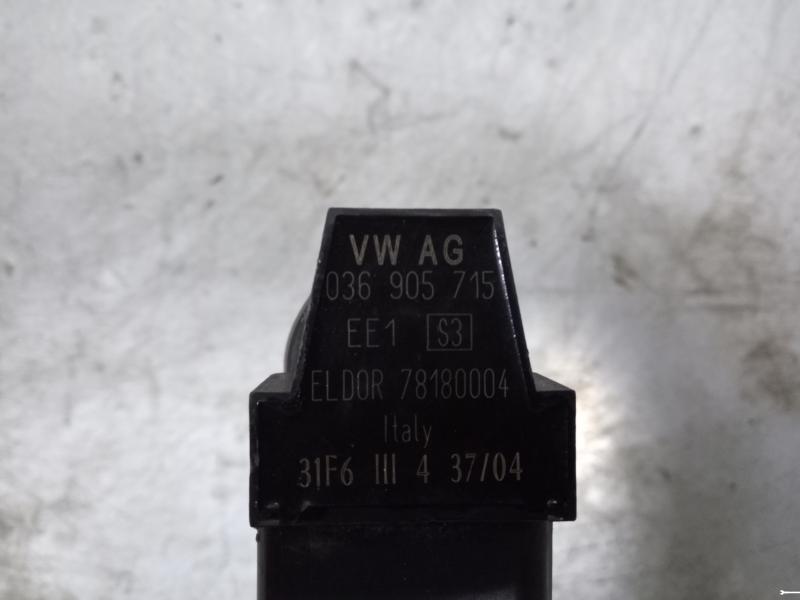 VW AG
036 905 715
EE1 S3
ELDOR 78180004
Italy
31F6 III 4 37/04